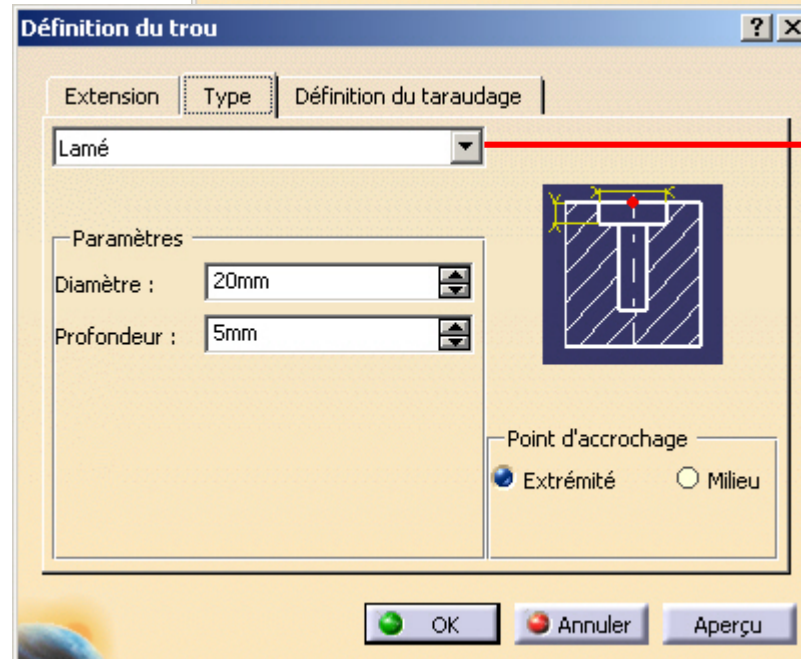 Définition du trou
Extension Type Définition du taraudage
Lamé
Paramètres
Diamètre : 20mm
Profondeur : 5mm
Point d'accrochage
Extrémité Milieu
OK Annuler Aperçu